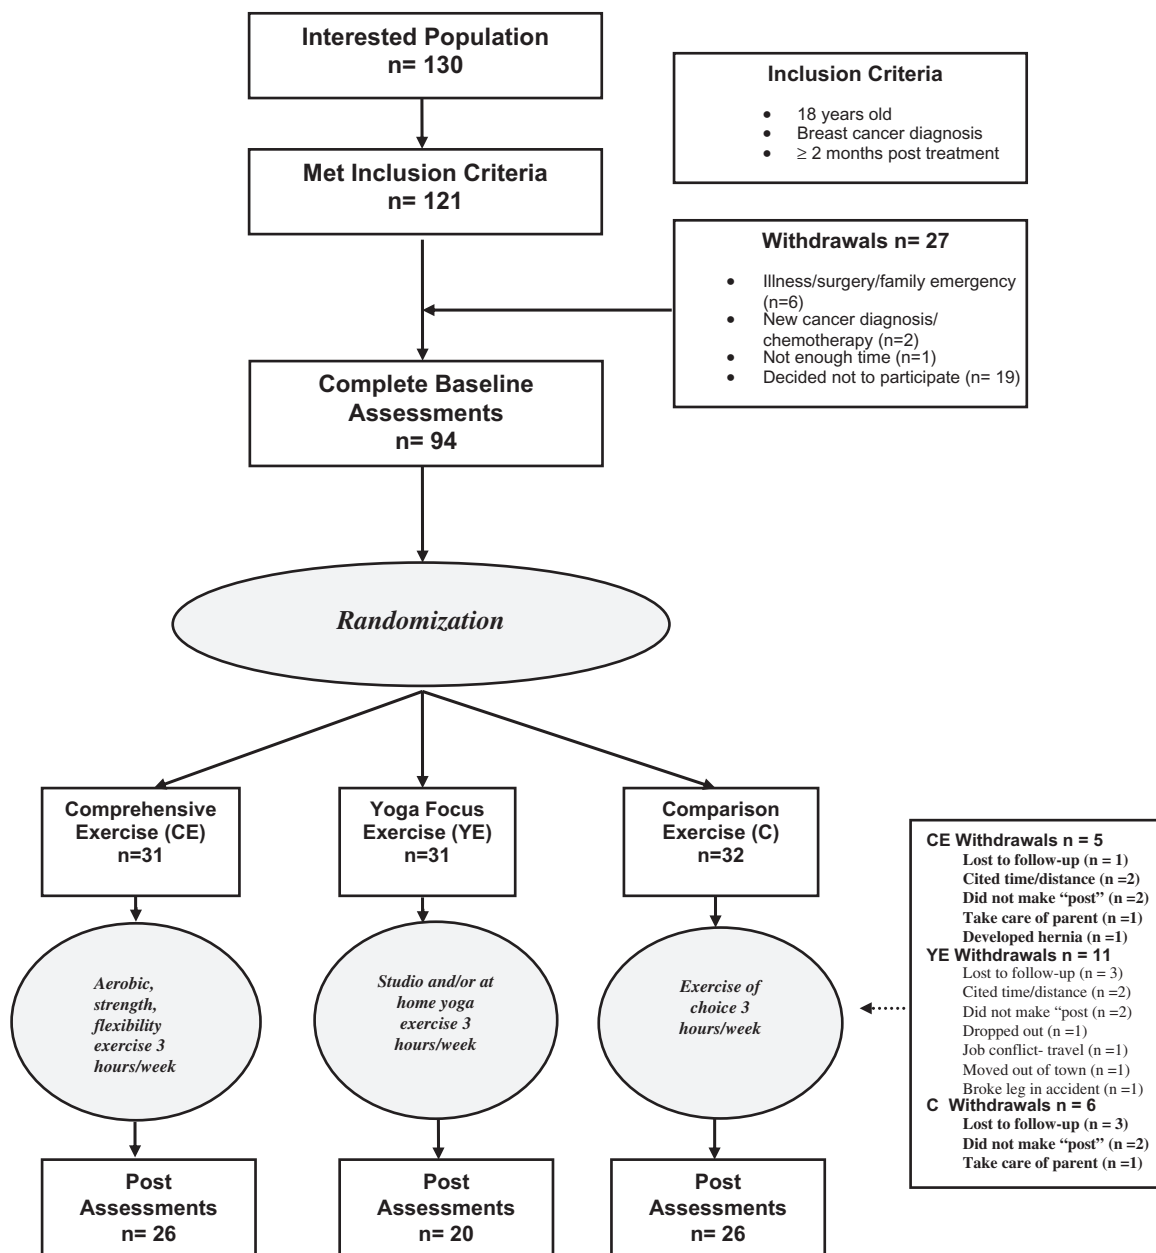 Interested Population
n= 130
Inclusion Criteria
• 18 years old
• Breast cancer diagnosis
• ≥ 2 months post treatment
Met Inclusion Criteria
n= 121
Withdrawals n= 27
• Illness/surgery/family emergency
(n=6)
• New cancer diagnosis/
chemotherapy (n=2)
• Not enough time (n=1)
• Decided not to participate (n= 19)
Complete Baseline
Assessments
n= 94
Randomization
Comprehensive
Exercise (CE)
n=31
Yoga Focus
Exercise (YE)
n=31
Comparison
Exercise (C)
n=32
Aerobic,
strength,
flexibility
exercise 3
hours/week
Studio and/or at
home yoga
exercise 3
hours/week
Exercise of
choice 3
hours/week
CE Withdrawals n = 5
Lost to follow-up (n = 1)
Cited time/distance (n =2)
Did not make “post” (n =2)
Take care of parent (n =1)
Developed hernia (n =1)
YE Withdrawals n = 11
Lost to follow-up (n = 3)
Cited time/distance (n =2)
Did not make “post (n =2)
Dropped out (n =1)
Job conflict- travel (n =1)
Moved out of town (n =1)
Broke leg in accident (n =1)
C Withdrawals n = 6
Lost to follow-up (n = 3)
Did not make “post” (n =2)
Take care of parent (n =1)
Post
Assessments
n= 26
Post
Assessments
n= 20
Post
Assessments
n= 26